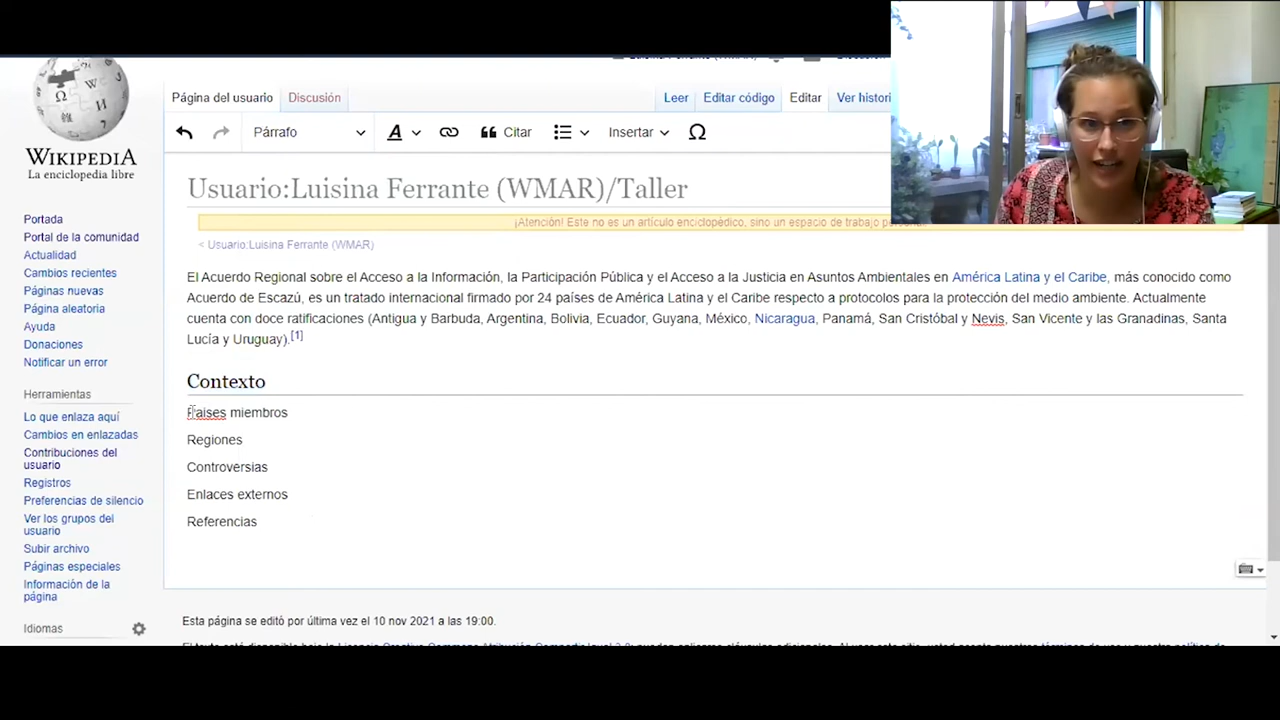 WIKIPEDIA
La enciclopedia libre
Página del usuario Discusión Leer Editar código Editar Ver histori
Párrafo A Citar Insertar Ω
Usuario:Luisina Ferrante (WMAR)/Taller
¡Atención! Este no es un artículo enciclopédico, sino un espacio de trabajo personal.
< Usuario:Luisina Ferrante (WMAR)
El Acuerdo Regional sobre el Acceso a la Información, la Participación Pública y el Acceso a la Justicia en Asuntos Ambientales en América Latina y el Caribe, más conocido como
Acuerdo de Escazú, es un tratado internacional firmado por 24 países de América Latina y el Caribe respecto a protocolos para la protección del medio ambiente. Actualmente
cuenta con doce ratificaciones (Antigua y Barbuda, Argentina, Bolivia, Ecuador, Guyana, México, Nicaragua, Panamá, San Cristóbal y Nevis, San Vicente y las Granadinas, Santa
Lucía y Uruguay).[1]
Contexto
Paises miembros
Regiones
Controversias
Enlaces externos
Referencias
Portada
Portal de la comunidad
Actualidad
Cambios recientes
Páginas nuevas
Página aleatoria
Ayuda
Donaciones
Notificar un error
Herramientas
Lo que enlaza aquí
Cambios en enlazadas
Contribuciones del
usuario
Registros
Preferencias de silencio
Ver los grupos del
usuario
Subir archivo
Páginas especiales
Información de la
página
Idiomas
Esta página se editó por última vez el 10 nov 2021 a las 19:00.